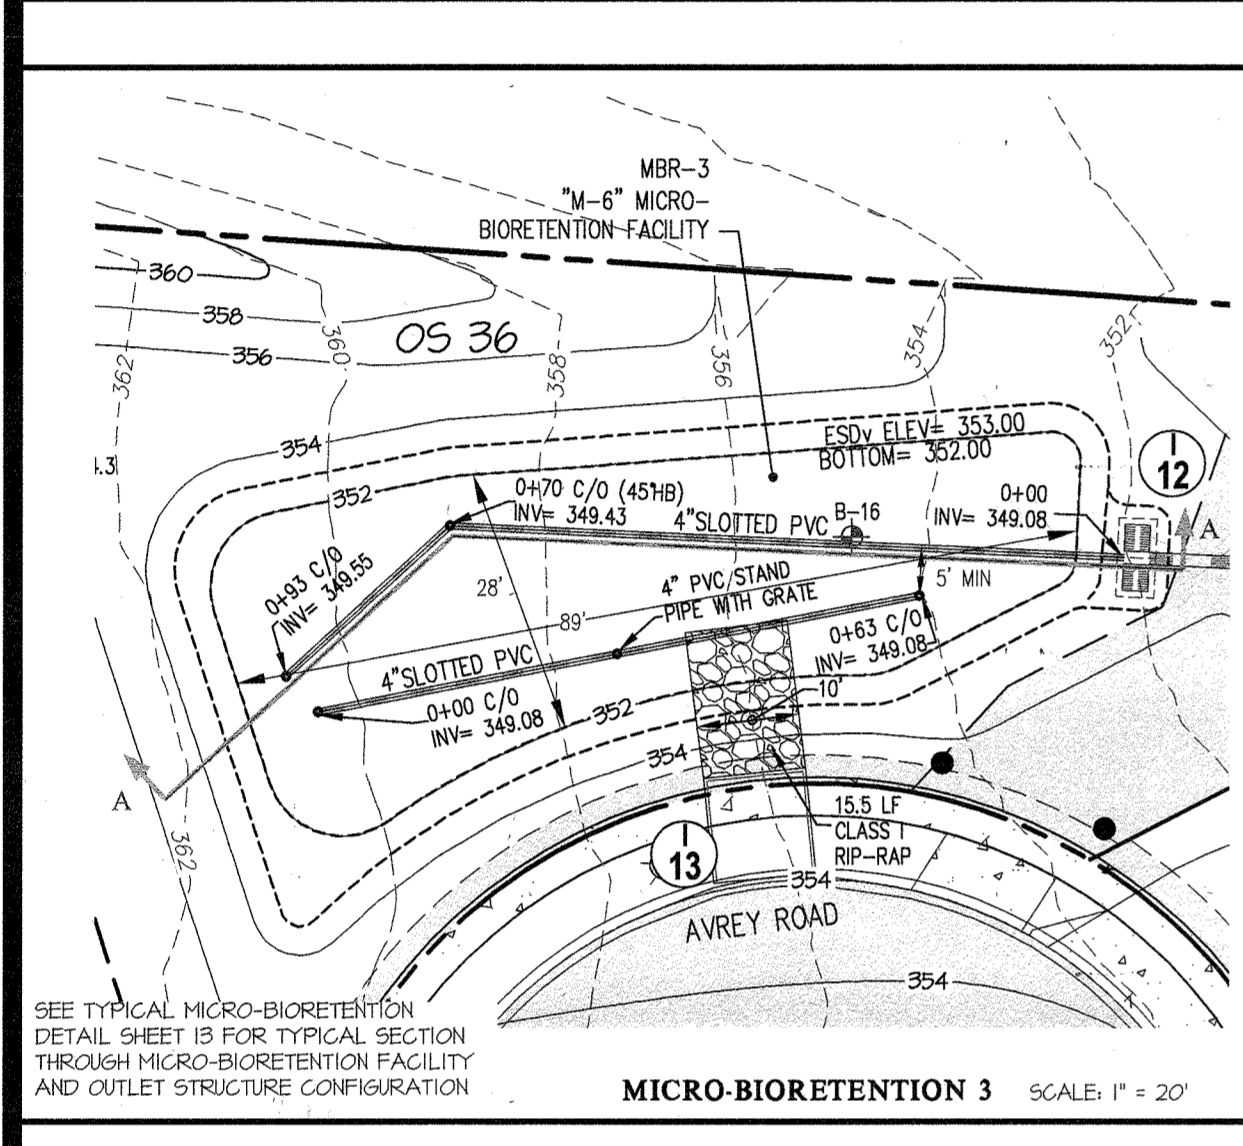 MBR-3
"M-6" MICRO-
BIORETENTION FACILITY
360
358
356
OS 36
362
360
358
356
354
352
354
352
ESDv ELEV= 353.00
BOTTOM= 352.00
I
12
4.3
0+70 C/O (45°HB)
INV= 349.43
4"SLOTTED PVC
B-16
0+00
INV= 349.08
A
0+93 C/O
INV= 349.55
28'
89'
4" PVC STAND
PIPE WITH GRATE
5' MIN
0+63 C/O
INV= 349.08
4"SLOTTED PVC
0+00 C/O
INV= 349.08
352
10'
354
A
362
15.5 LF
CLASS I
RIP-RAP
I
13
354
AVREY ROAD
354
SEE TYPICAL MICRO-BIORETENTION
DETAIL SHEET 13 FOR TYPICAL SECTION
THROUGH MICRO-BIORETENTION FACILITY
AND OUTLET STRUCTURE CONFIGURATION
MICRO-BIORETENTION 3 SCALE: 1" = 20'